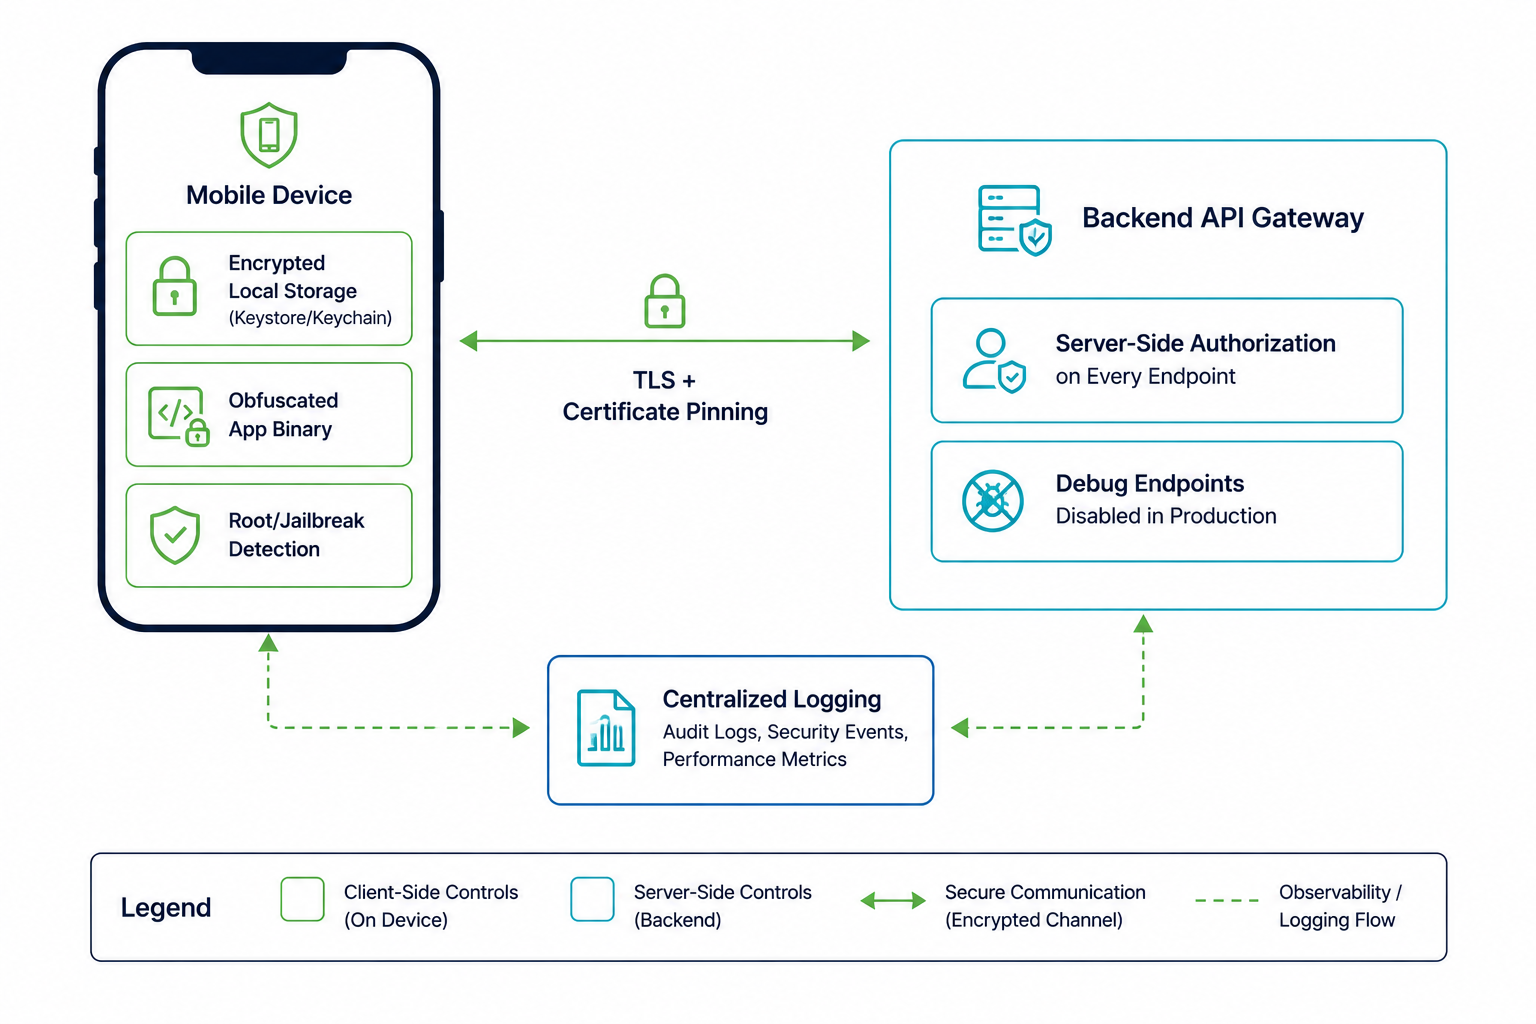 Mobile Device
Encrypted
Local Storage
(Keystore/Keychain)
Obfuscated
App Binary
Root/Jailbreak
Detection
TLS +
Certificate Pinning
Backend API Gateway
Server-Side Authorization
on Every Endpoint
Debug Endpoints
Disabled in Production
Centralized Logging
Audit Logs, Security Events,
Performance Metrics
Legend
Client-Side Controls
(On Device)
Server-Side Controls
(Backend)
Secure Communication
(Encrypted Channel)
Observability /
Logging Flow